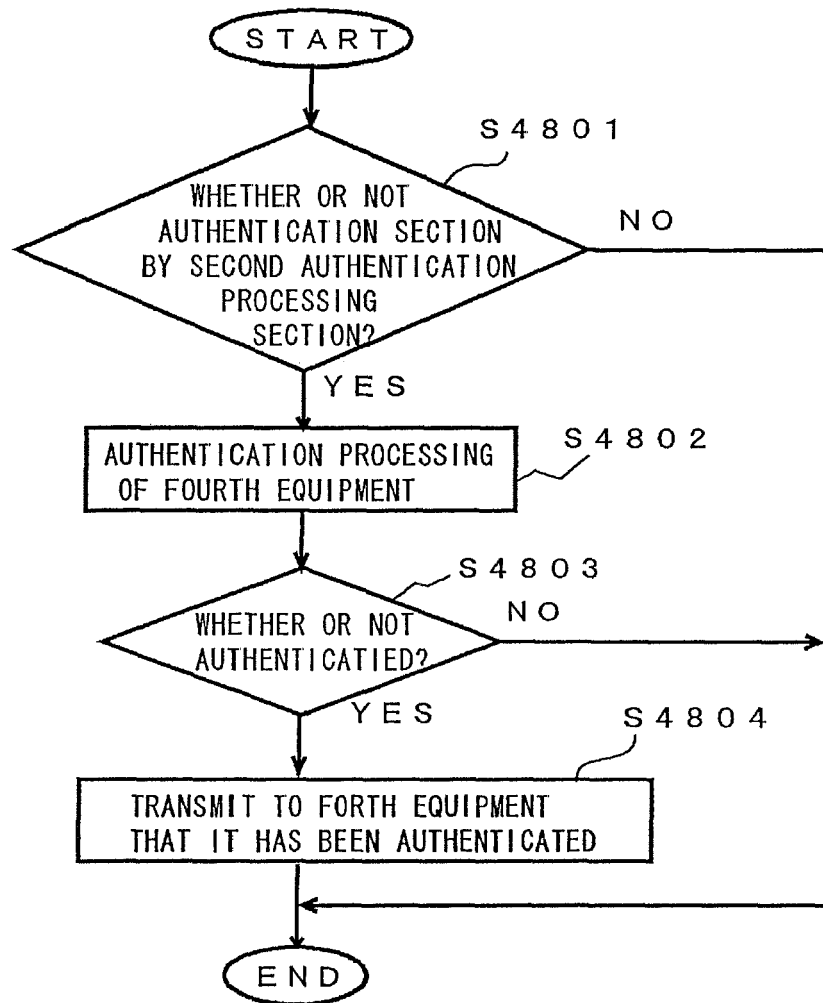 START
S4801
WHETHER OR NOT
AUTHENTICATION SECTION
BY SECOND AUTHENTICATION
PROCESSING
SECTION?
NO
YES
S4802
AUTHENTICATION PROCESSING
OF FOURTH EQUIPMENT
S4803
NO
WHETHER OR NOT
AUTHENTICATIED?
YES
S4804
TRANSMIT TO FORTH EQUIPMENT
THAT IT HAS BEEN AUTHENTICATED
END